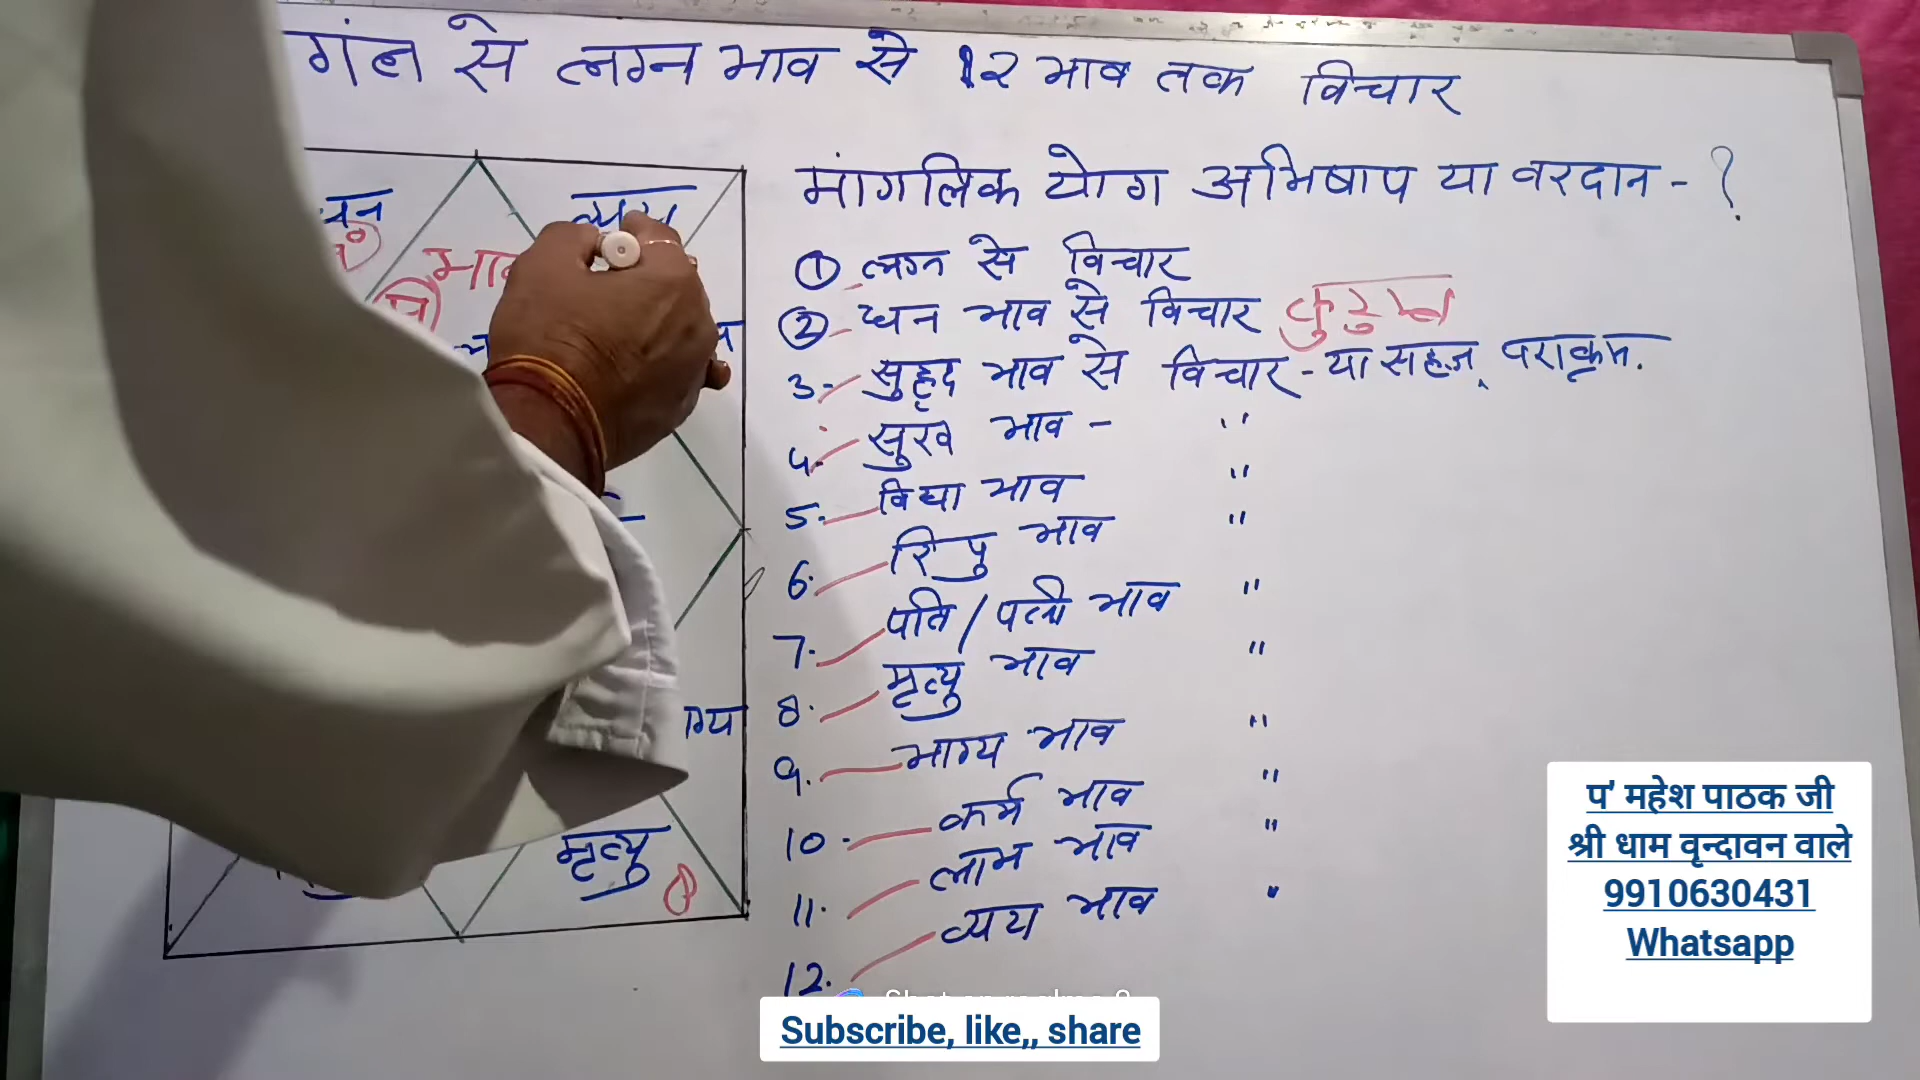 गंल से लग्न भाव से 12 भाव तक विचार
मांगलिक योग अभिषाप या वरदान - ?
① लग्न से विचार
② धन भाव से विचार कुटुम्ब
3- सुहृद भाव से विचार - या सहज, पराक्रम.
4. सुख भाव - "
5. विद्या भाव "
6. रिपु भाव "
7. पति / पत्नी भाव "
8. मृत्यु भाव "
9. भाग्य भाव "
10. कर्म भाव "
11. लाभ भाव "
12. व्यय भाव "
व्यय
ग्य
मृत्यु
प' महेश पाठक जी
श्री धाम वृन्दावन वाले
9910630431
Whatsapp
Subscribe, like,, share